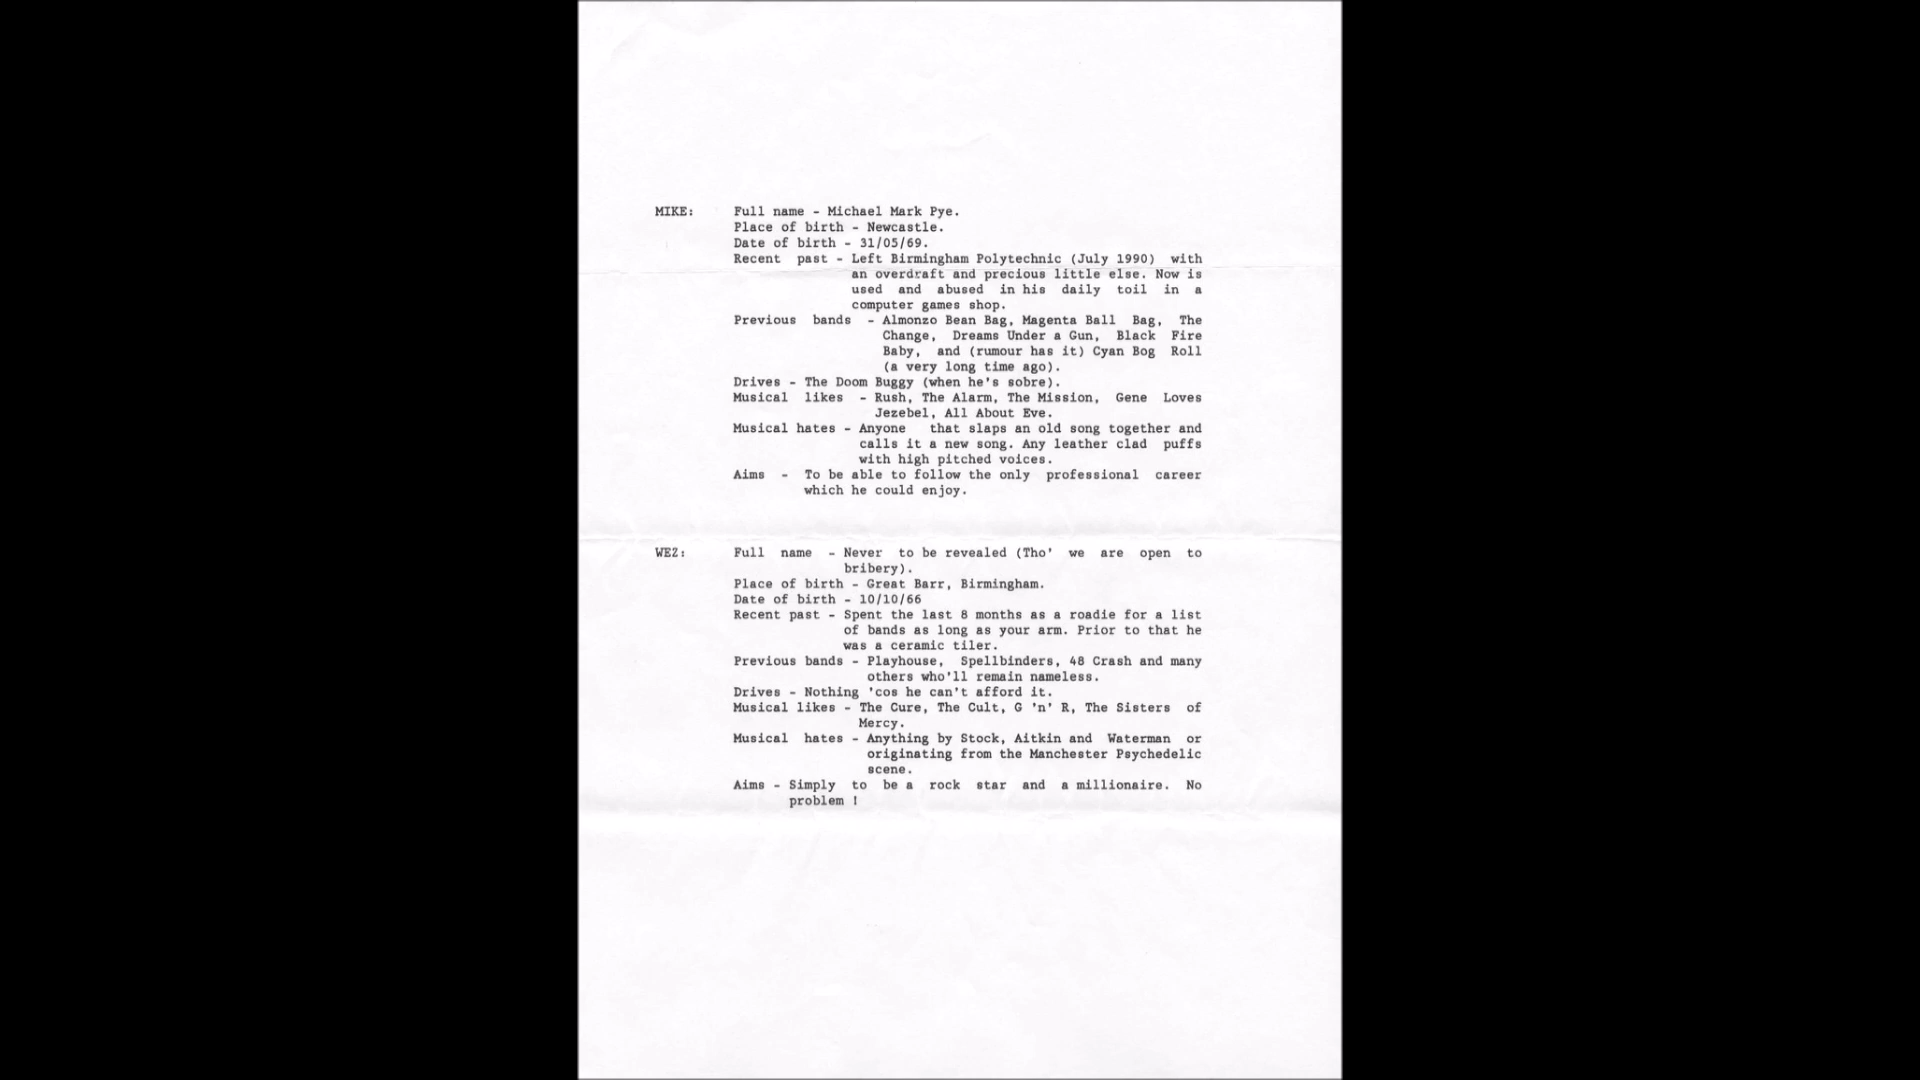 MIKE: Full name - Michael Mark Pye.
Place of birth - Newcastle.
Date of birth - 31/05/69.
Recent past - Left Birmingham Polytechnic (July 1990) with
an overdraft and precious little else. Now is
used and abused in his daily toil in a
computer games shop.
Previous bands - Almonzo Bean Bag, Magenta Ball Bag, The
Change, Dreams Under a Gun, Black Fire
Baby, and (rumour has it) Cyan Bog Roll
(a very long time ago).
Drives - The Doom Buggy (when he's sobre).
Musical likes - Rush, The Alarm, The Mission, Gene Loves
Jezebel, All About Eve.
Musical hates - Anyone that slaps an old song together and
calls it a new song. Any leather clad puffs
with high pitched voices.
Aims - To be able to follow the only professional career
which he could enjoy.
WEZ: Full name - Never to be revealed (Tho' we are open to
bribery).
Place of birth - Great Barr, Birmingham.
Date of birth - 10/10/66
Recent past - Spent the last 8 months as a roadie for a list
of bands as long as your arm. Prior to that he
was a ceramic tiler.
Previous bands - Playhouse, Spellbinders, 48 Crash and many
others who'll remain nameless.
Drives - Nothing 'cos he can't afford it.
Musical likes - The Cure, The Cult, G 'n' R, The Sisters of
Mercy.
Musical hates - Anything by Stock, Aitkin and Waterman or
originating from the Manchester Psychedelic
scene.
Aims - Simply to be a rock star and a millionaire. No
problem !